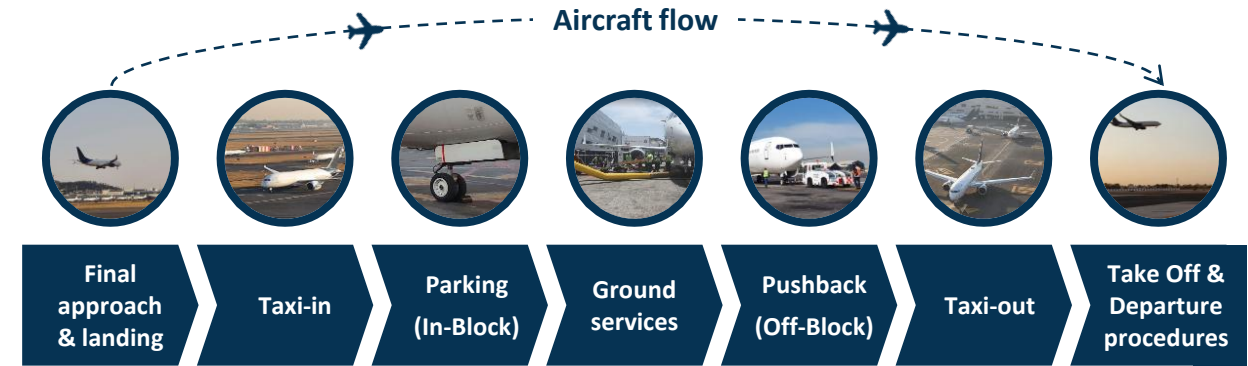 Aircraft flow
Final
approach
& landing
Taxi-in
Parking
(In-Block)
Ground
services
Pushback
(Off-Block)
Taxi-out
Take Off &
Departure
procedures